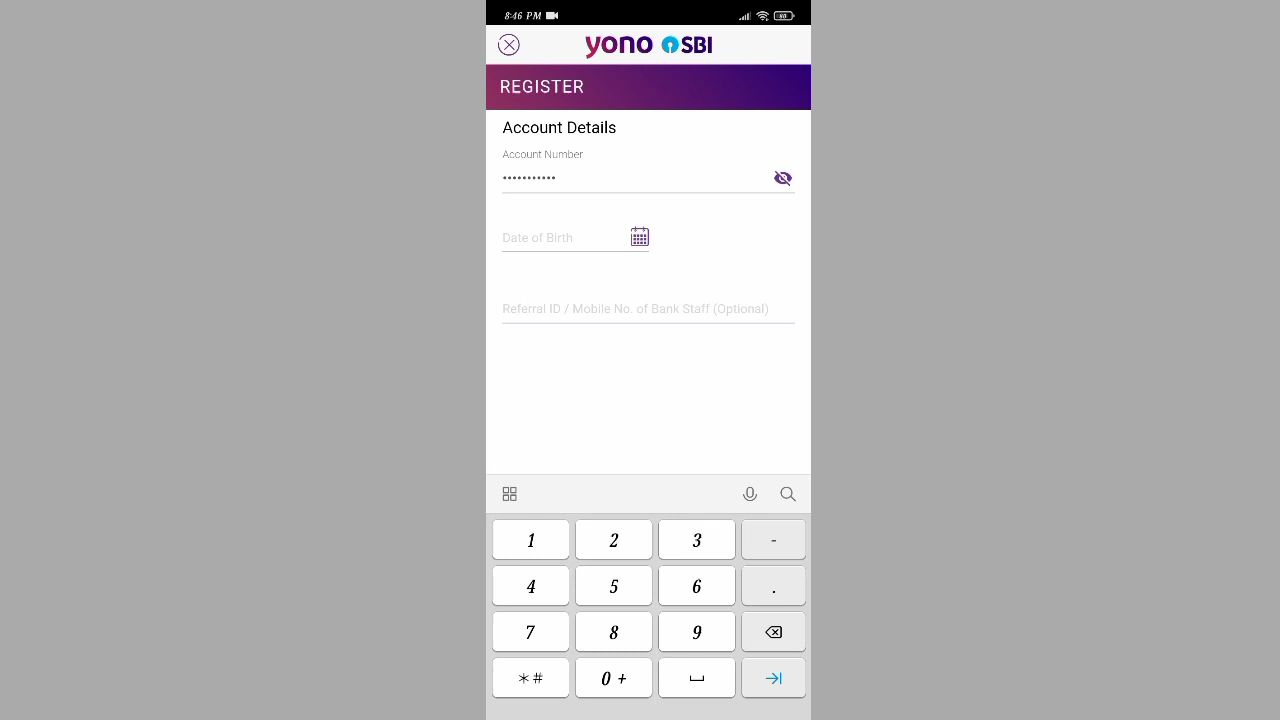 8:46 PM
yono SBI
REGISTER
Account Details
Account Number
•••••••••••
Date of Birth
Referral ID / Mobile No. of Bank Staff (Optional)
1 2 3 -
4 5 6 .
7 8 9
*# 0 +